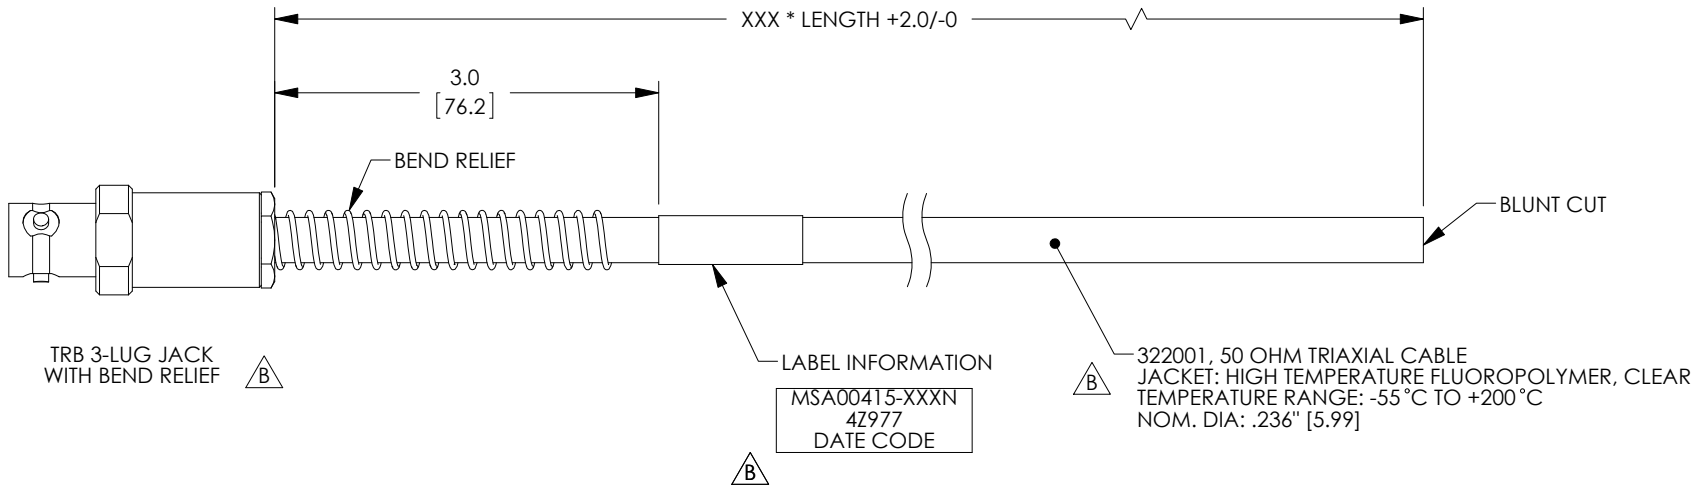 XXX * LENGTH +2.0/-0
3.0
[76.2]
BEND RELIEF
BLUNT CUT
TRB 3-LUG JACK
WITH BEND RELIEF
B
LABEL INFORMATION
MSA00415-XXXN
4Z977
DATE CODE
B
B
322001, 50 OHM TRIAXIAL CABLE
JACKET: HIGH TEMPERATURE FLUOROPOLYMER, CLEAR
TEMPERATURE RANGE: -55°C TO +200°C
NOM. DIA: .236" [5.99]